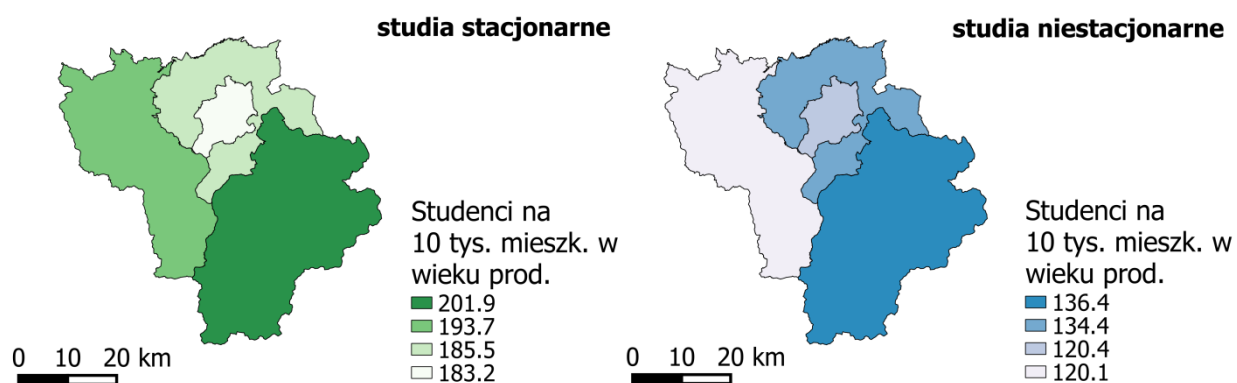 studia stacjonarne
Studenci na
10 tys. mieszk. w
wieku prod.
201.9
193.7
185.5
183.2
0 10 20 km
studia niestacjonarne
Studenci na
10 tys. mieszk. w
wieku prod.
136.4
134.4
120.4
120.1
0 10 20 km